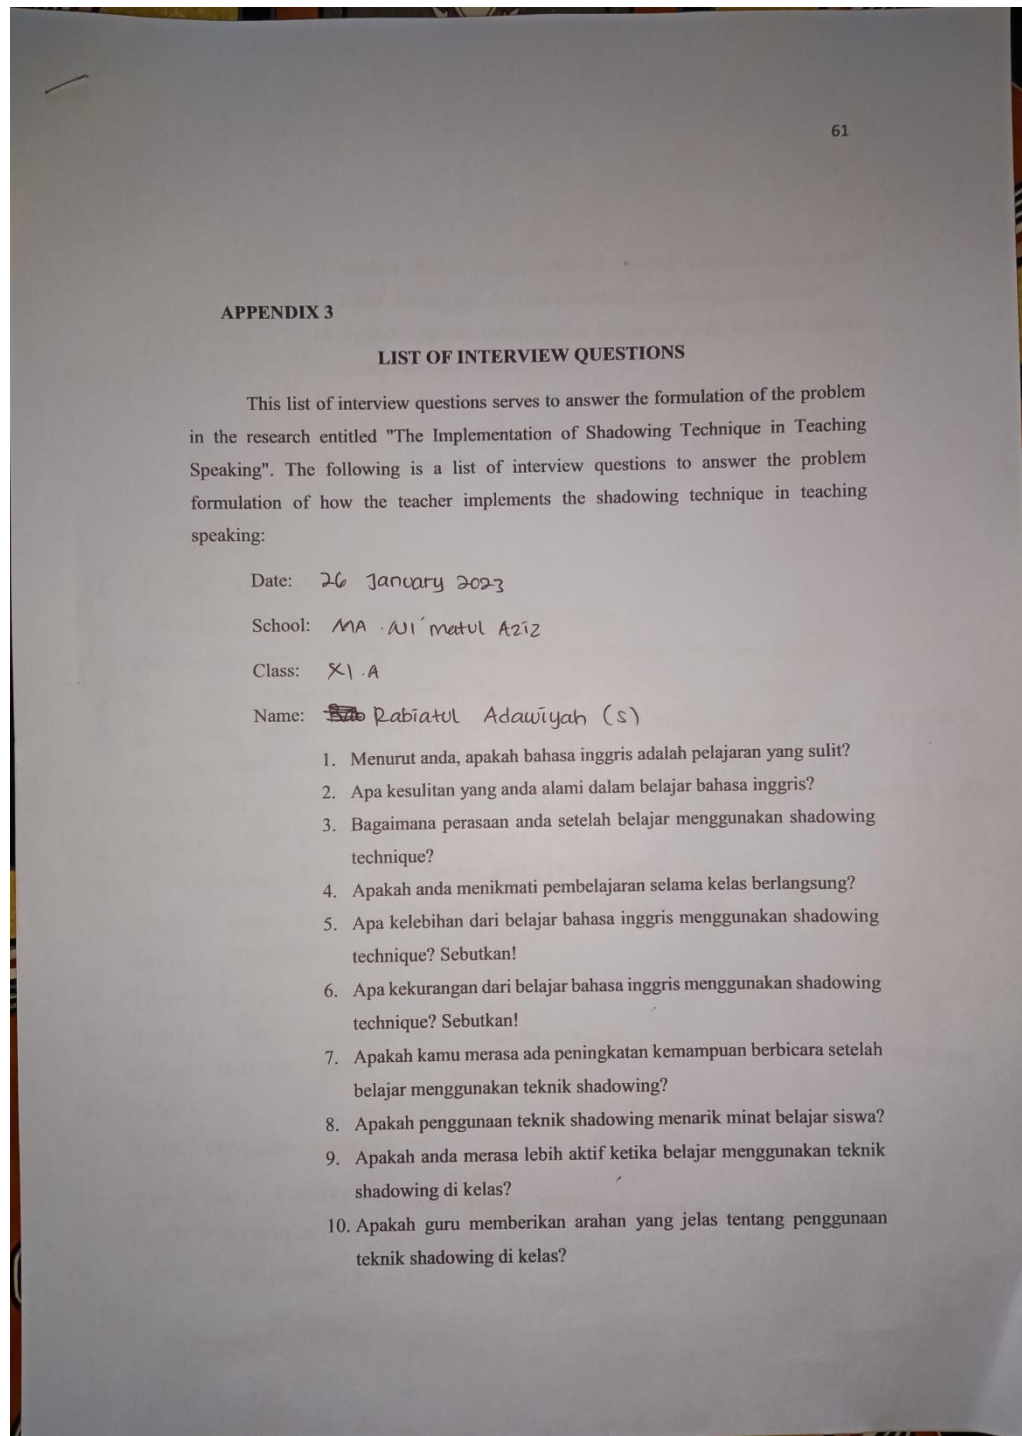 61
APPENDIX 3
LIST OF INTERVIEW QUESTIONS
This list of interview questions serves to answer the formulation of the problem
in the research entitled "The Implementation of Shadowing Technique in Teaching
Speaking". The following is a list of interview questions to answer the problem
formulation of how the teacher implements the shadowing technique in teaching
speaking:
Date: 26 January 2023
School: MA . Ni'matul Aziz
Class: XI . A
Name: Rabiatul Adawiyah (S)
1. Menurut anda, apakah bahasa inggris adalah pelajaran yang sulit?
2. Apa kesulitan yang anda alami dalam belajar bahasa inggris?
3. Bagaimana perasaan anda setelah belajar menggunakan shadowing
technique?
4. Apakah anda menikmati pembelajaran selama kelas berlangsung?
5. Apa kelebihan dari belajar bahasa inggris menggunakan shadowing
technique? Sebutkan!
6. Apa kekurangan dari belajar bahasa inggris menggunakan shadowing
technique? Sebutkan!
7. Apakah kamu merasa ada peningkatan kemampuan berbicara setelah
belajar menggunakan teknik shadowing?
8. Apakah penggunaan teknik shadowing menarik minat belajar siswa?
9. Apakah anda merasa lebih aktif ketika belajar menggunakan teknik
shadowing di kelas?
10. Apakah guru memberikan arahan yang jelas tentang penggunaan
teknik shadowing di kelas?